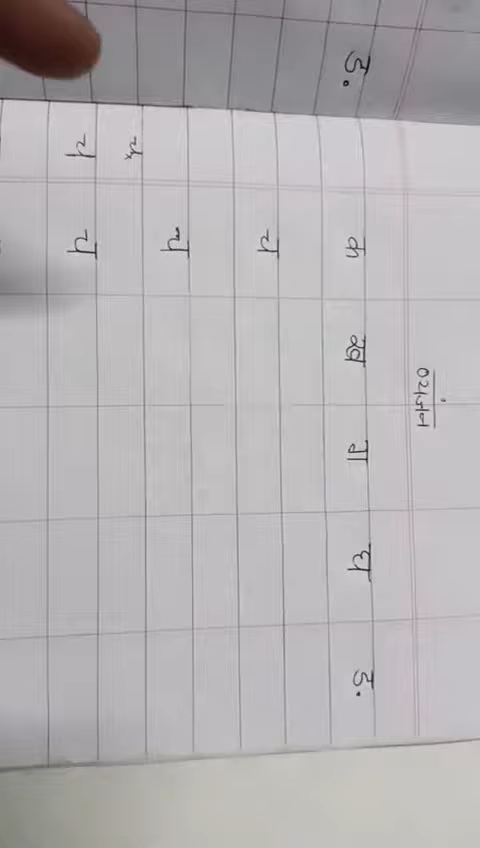 व्यंजन
ङ
क ख ग घ ङ
च
च
च च